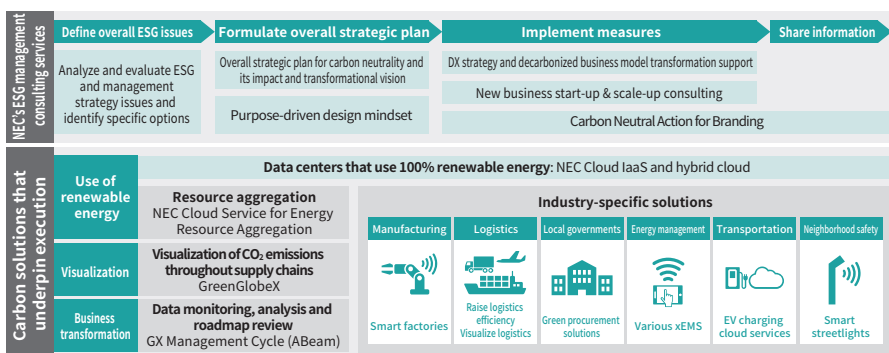 NEC's ESG management
consulting services
Define overall ESG issues
Formulate overall strategic plan
Implement measures
Share information
Analyze and evaluate ESG
and management
strategy issues and
identify specific options
Overall strategic plan for carbon neutrality and
its impact and transformational vision
Purpose-driven design mindset
DX strategy and decarbonized business model transformation support
New business start-up & scale-up consulting
Carbon Neutral Action for Branding
Carbon solutions that
underpin execution
Use of
renewable
energy
Data centers that use 100% renewable energy: NEC Cloud IaaS and hybrid cloud
Resource aggregation
NEC Cloud Service for Energy
Resource Aggregation
Visualization
Visualization of CO₂ emissions
throughout supply chains
GreenGlobeX
Business
transformation
Data monitoring, analysis and
roadmap review
GX Management Cycle (ABeam)
Industry-specific solutions
Manufacturing
Smart factories
Logistics
Raise logistics
efficiency
Visualize logistics
Local governments
Green procurement
solutions
Energy management
Various xEMS
Transportation
EV charging
cloud services
Neighborhood safety
Smart
streetlights